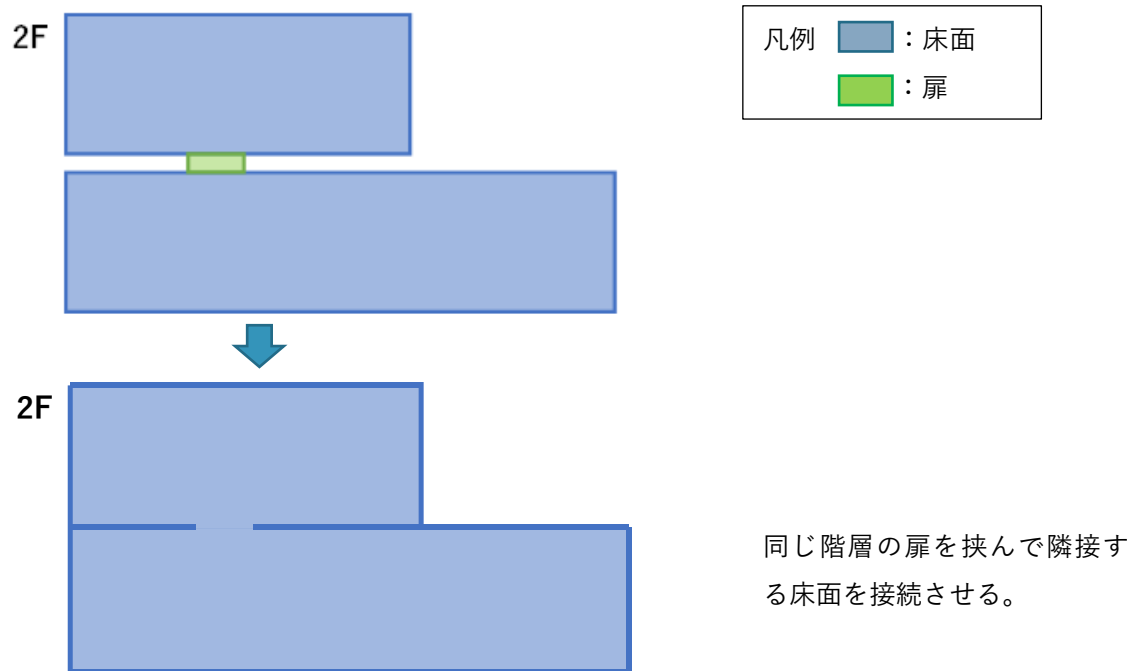 2F
凡例 ：床面
：扉
2F
同じ階層の扉を挟んで隣接す
る床面を接続させる。